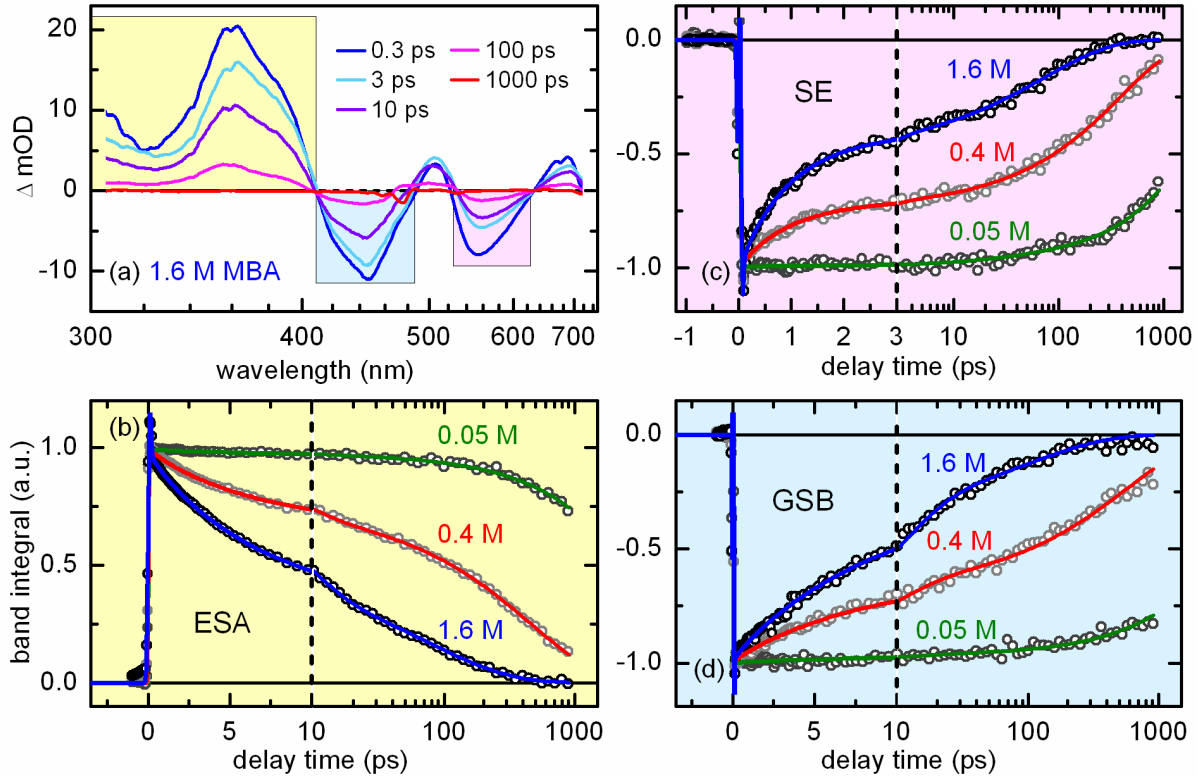 20
10
0
-10
Δ mOD
0.3 ps
3 ps
10 ps
100 ps
1000 ps
(a)
1.6 M MBA
300
400
500
600
700
wavelength (nm)
(b)
1.0
0.5
0.0
band integral (a.u.)
0.05 M
0.4 M
1.6 M
ESA
0
5
10
100
1000
delay time (ps)
0.0
-0.5
-1.0
(c)
SE
1.6 M
0.4 M
0.05 M
-1
0
1
2
3
10
100
1000
delay time (ps)
0.0
-0.5
-1.0
(d)
GSB
1.6 M
0.4 M
0.05 M
0
5
10
100
1000
delay time (ps)